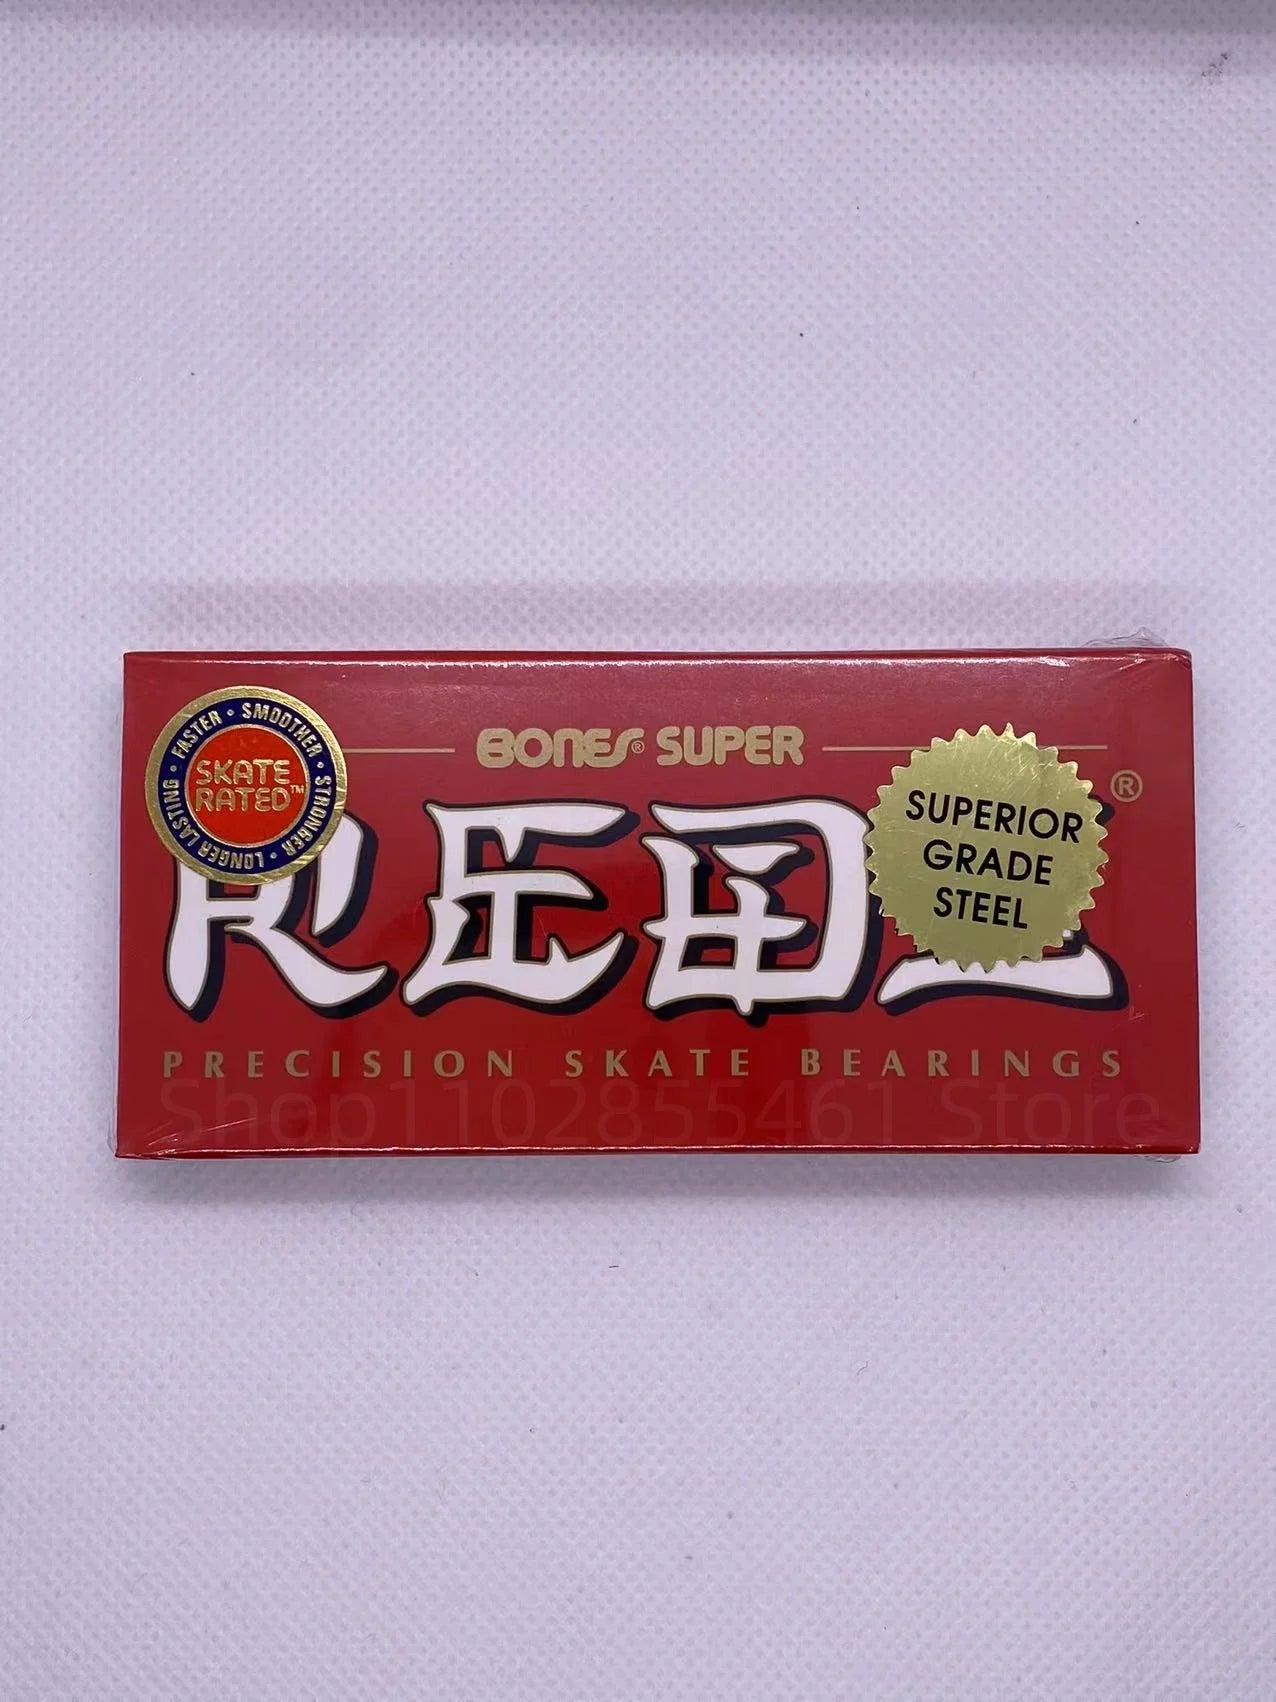 BONES® SUPER
FASTER • SMOOTHER • STRONGER • LONGER LASTING •
SKATE
RATED™
REDS®
SUPERIOR
GRADE
STEEL
PRECISION SKATE BEARINGS
Shop1102855461 Store